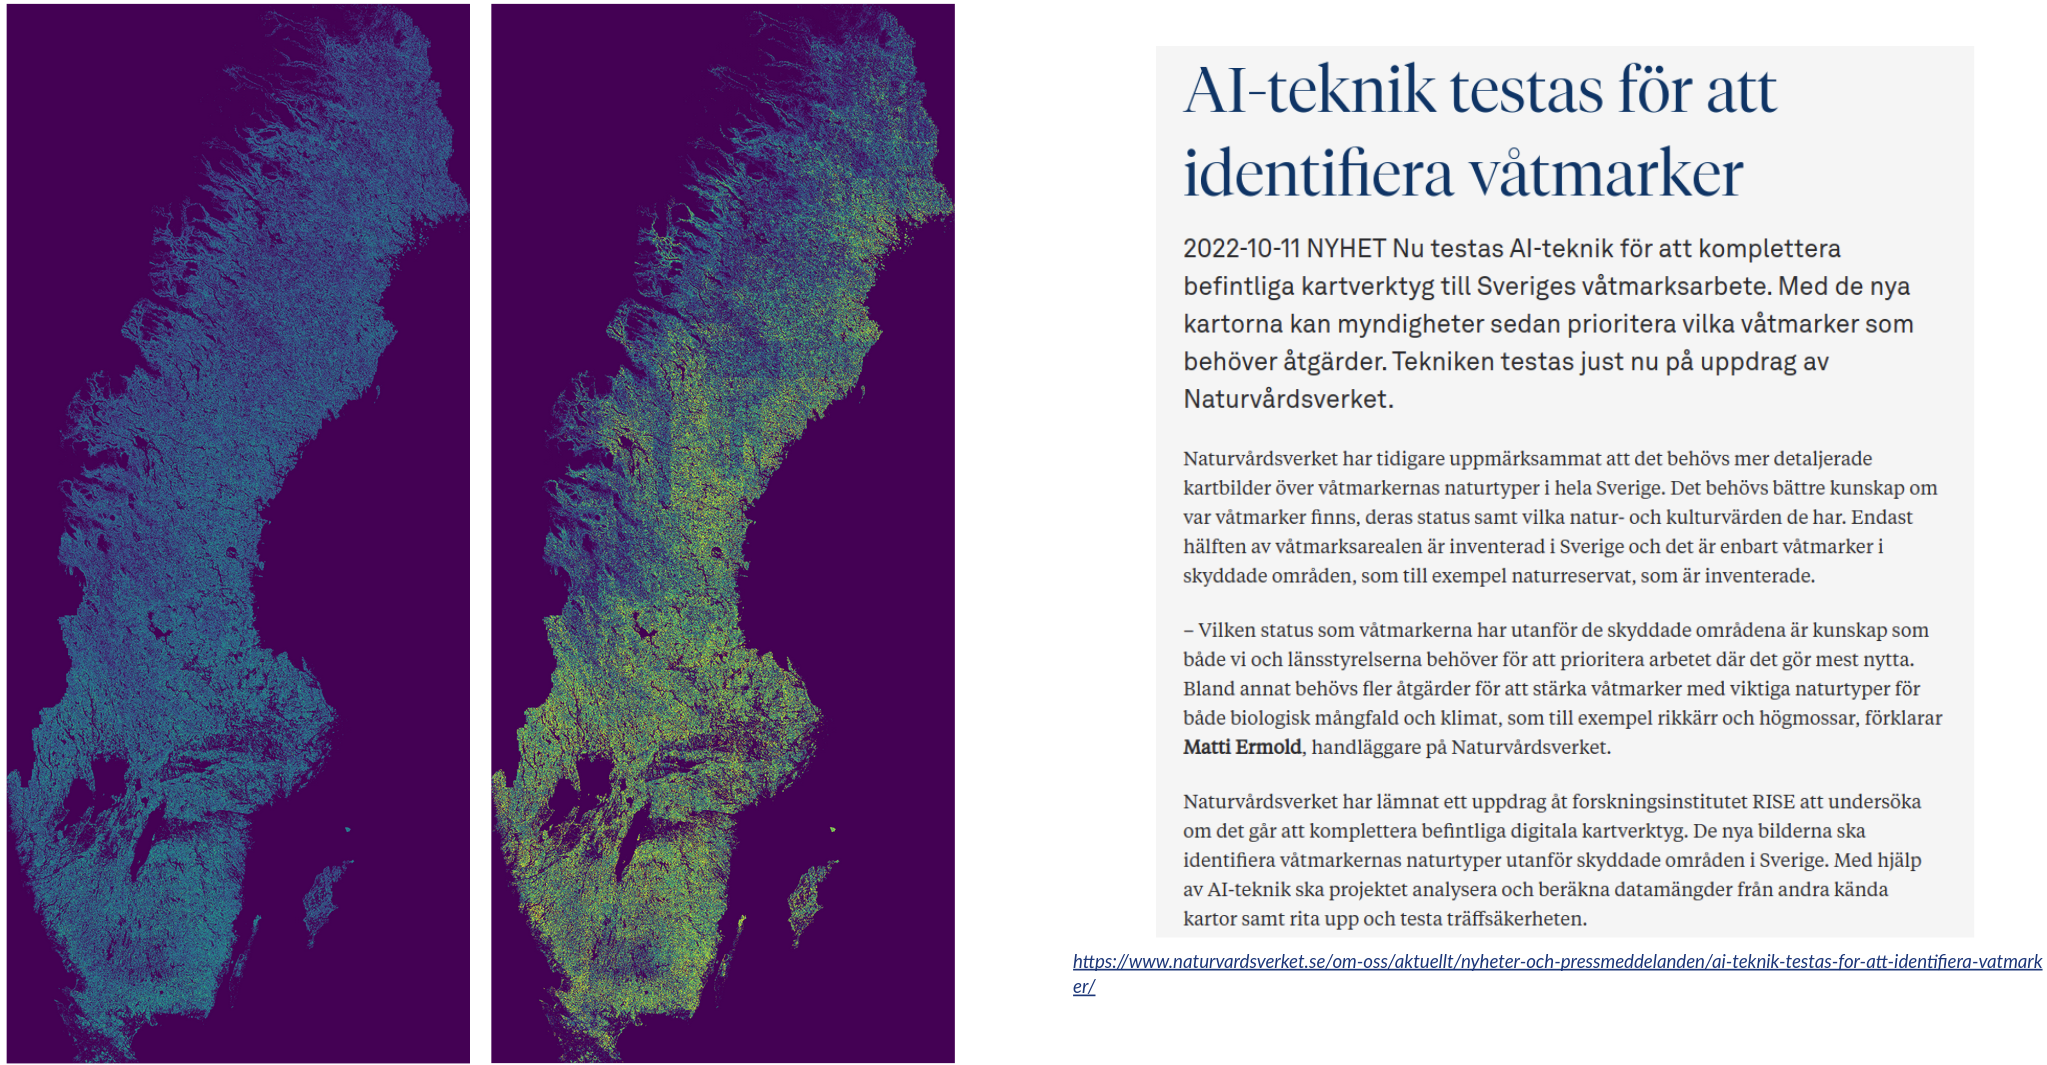 AI-teknik testas för att
identifiera våtmarker
2022-10-11 NYHET Nu testas AI-teknik för att komplettera
befintliga kartverktyg till Sveriges våtmarksarbete. Med de nya
kartorna kan myndigheter sedan prioritera vilka våtmarker som
behöver åtgärder. Tekniken testas just nu på uppdrag av
Naturvårdsverket.
Naturvårdsverket har tidigare uppmärksammat att det behövs mer detaljerade
kartbilder över våtmarkernas naturtyper i hela Sverige. Det behövs bättre kunskap om
var våtmarker finns, deras status samt vilka natur- och kulturvärden de har. Endast
hälften av våtmarksarealen är inventerad i Sverige och det är enbart våtmarker i
skyddade områden, som till exempel naturreservat, som är inventerade.
– Vilken status som våtmarkerna har utanför de skyddade områdena är kunskap som
både vi och länsstyrelserna behöver för att prioritera arbetet där det gör mest nytta.
Bland annat behövs fler åtgärder för att stärka våtmarker med viktiga naturtyper för
både biologisk mångfald och klimat, som till exempel rikkärr och högmossar, förklarar
Matti Ermold, handläggare på Naturvårdsverket.
Naturvårdsverket har lämnat ett uppdrag åt forskningsinstitutet RISE att undersöka
om det går att komplettera befintliga digitala kartverktyg. De nya bilderna ska
identifiera våtmarkernas naturtyper utanför skyddade områden i Sverige. Med hjälp
av AI-teknik ska projektet analysera och beräkna datamängder från andra kända
kartor samt rita upp och testa träffsäkerheten.
https://www.naturvardsverket.se/om-oss/aktuellt/nyheter-och-pressmeddelanden/ai-teknik-testas-for-att-identifiera-vatmark
er/